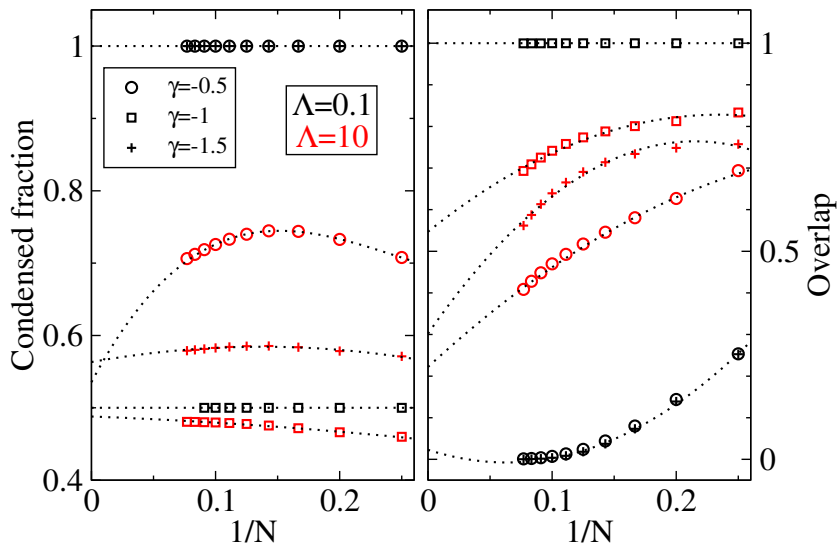 Condensed fraction
1
0.8
0.6
0.4
0
0.1
0.2
1/N
γ=-0.5
γ=-1
γ=-1.5
Λ=0.1
Λ=10
0
0.1
0.2
1/N
1
0.5
0
Overlap